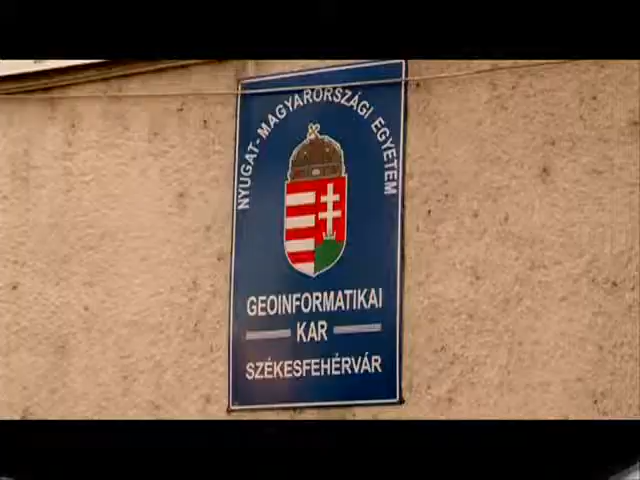 NYUGAT-MAGYARORSZÁGI EGYETEM
GEOINFORMATIKAI
KAR
SZÉKESFEHÉRVÁR